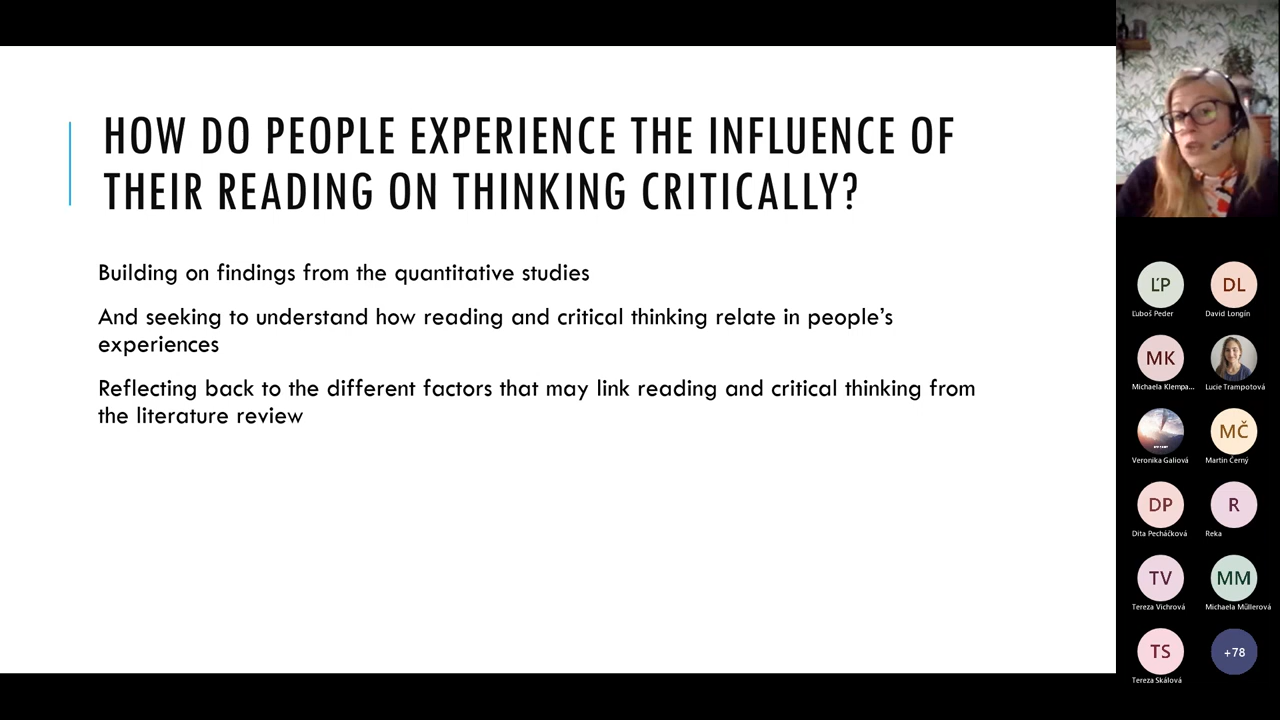 HOW DO PEOPLE EXPERIENCE THE INFLUENCE OF
THEIR READING ON THINKING CRITICALLY?
Building on findings from the quantitative studies
And seeking to understand how reading and critical thinking relate in people’s
experiences
Reflecting back to the different factors that may link reading and critical thinking from
the literature review
ĽP
Ľuboš Peder
DL
David Longín
MK
Michaela Klempa...
Lucie Trampotová
Veronika Galiová
MČ
Martin Černý
DP
Dita Pecháčková
R
Reka
TV
Tereza Vichrová
MM
Michaela Müllerová
TS
Tereza Skálová
+78